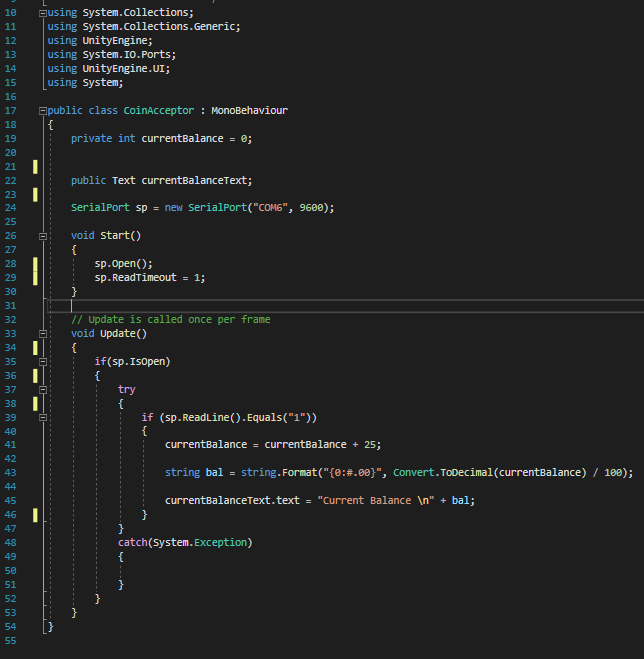 10 using System.Collections;
11 using System.Collections.Generic;
12 using UnityEngine;
13 using System.IO.Ports;
14 using UnityEngine.UI;
15 using System;
16
17 public class CoinAcceptor : MonoBehaviour
18 {
19 private int currentBalance = 0;
20
21
22 public Text currentBalanceText;
23
24 SerialPort sp = new SerialPort("COM6", 9600);
25
26 void Start()
27 {
28 sp.Open();
29 sp.ReadTimeout = 1;
30 }
31
32 // Update is called once per frame
33 void Update()
34 {
35 if(sp.IsOpen)
36 {
37 try
38 {
39 if (sp.ReadLine().Equals("1"))
40 {
41 currentBalance = currentBalance + 25;
42
43 string bal = string.Format("{0:#.00}", Convert.ToDecimal(currentBalance) / 100);
44
45 currentBalanceText.text = "Current Balance \n" + bal;
46 }
47 }
48 catch(System.Exception)
49 {
50
51 }
52 }
53 }
54 }
55